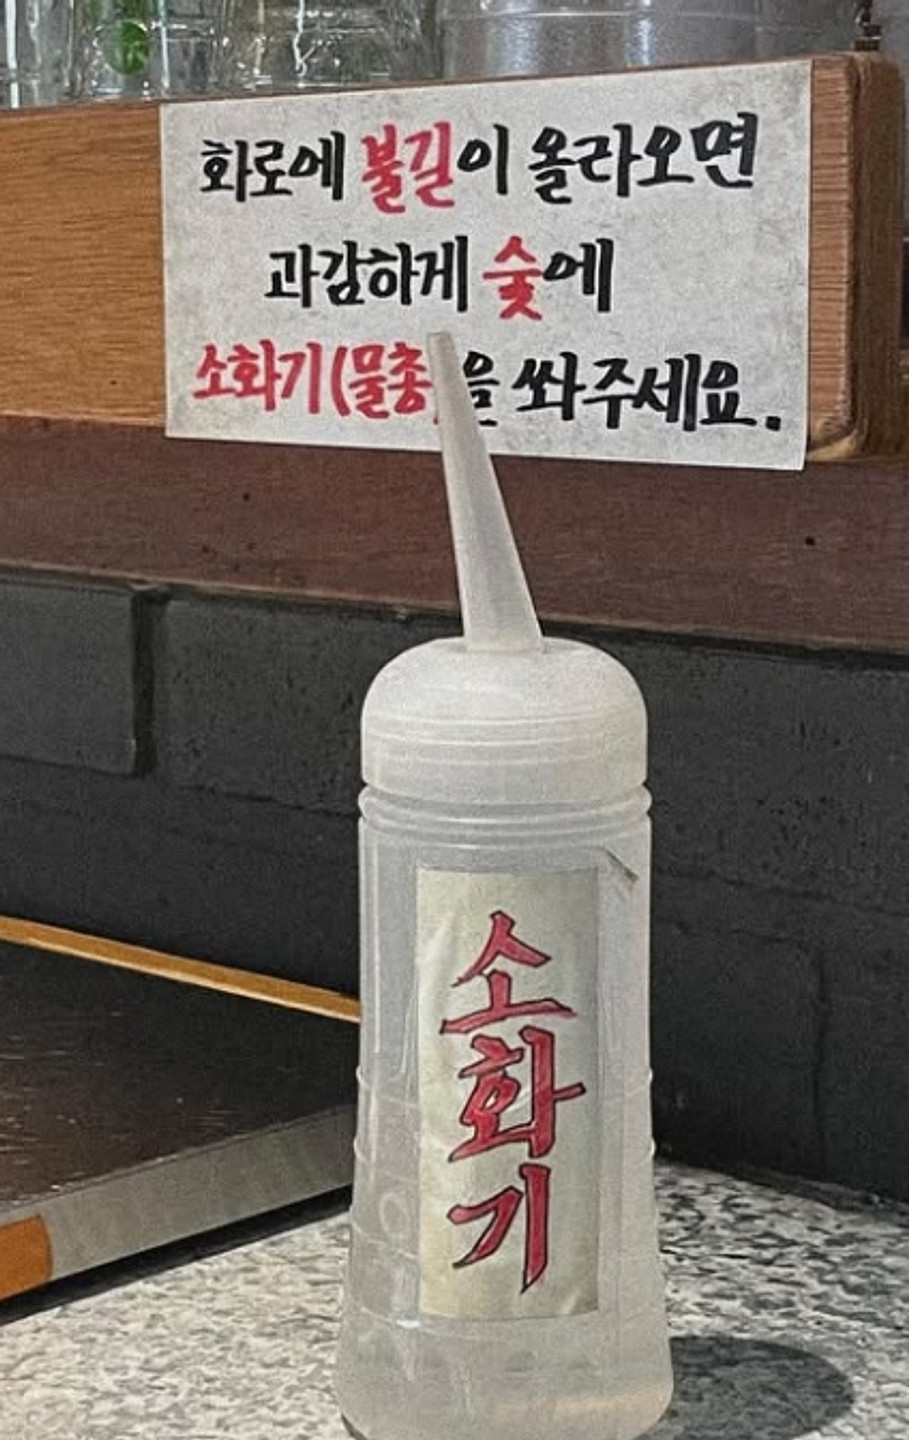 화로에 불길이 올라오면
과감하게 숯에
소화기(물총)을 쏴주세요.
소
화
기